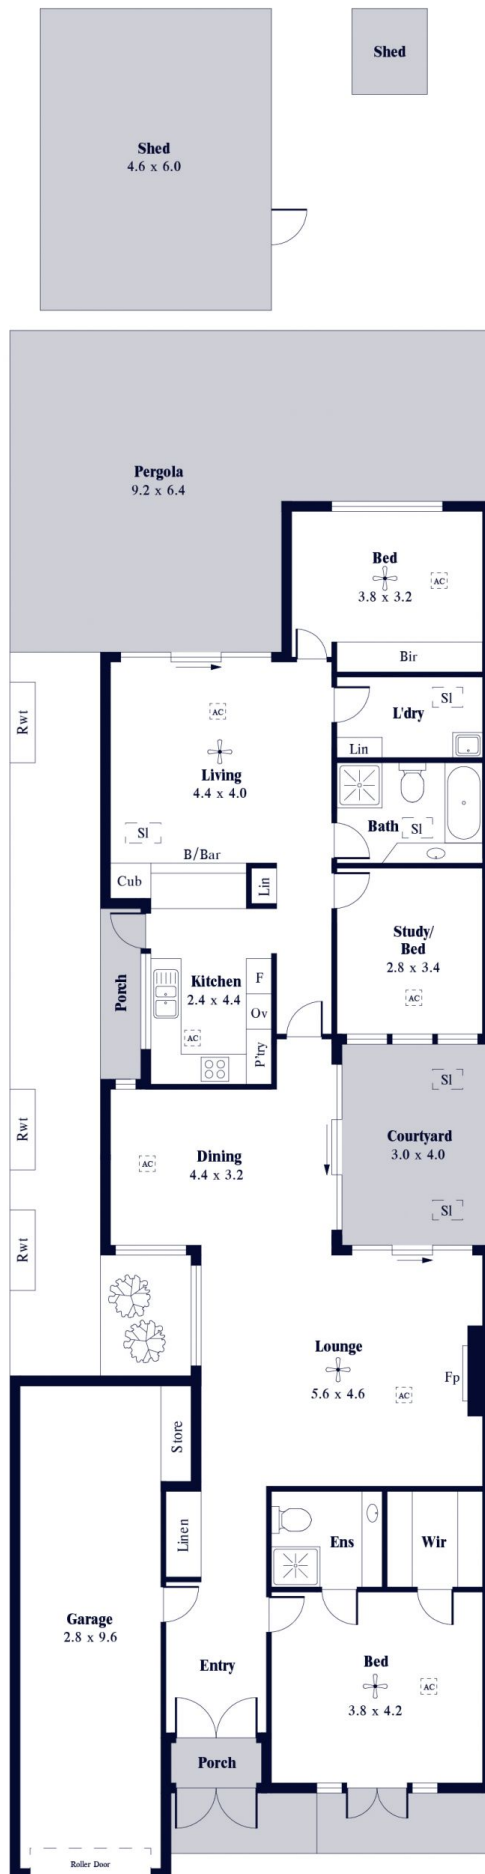 Shed
Shed
4.6 x 6.0
Pergola
9.2 x 6.4
Bed
AC
3.8 x 3.2
Bir
Rwt
Sl
L'dry
AC
Lin
Living
4.4 x 4.0
Bath
Sl
Sl
B/Bar
Cub
Lin
Study/
Bed
2.8 x 3.4
Kitchen
2.4 x 4.4
F
Porch
AC
Ov
AC
P'try
Sl
Rwt
Courtyard
3.0 x 4.0
Dining
AC
4.4 x 3.2
Sl
Rwt
Lounge
5.6 x 4.6
AC
Fp
Store
Linen
Ens
Wir
Garage
2.8 x 9.6
Entry
Bed
AC
3.8 x 4.2
Porch
Roller Door